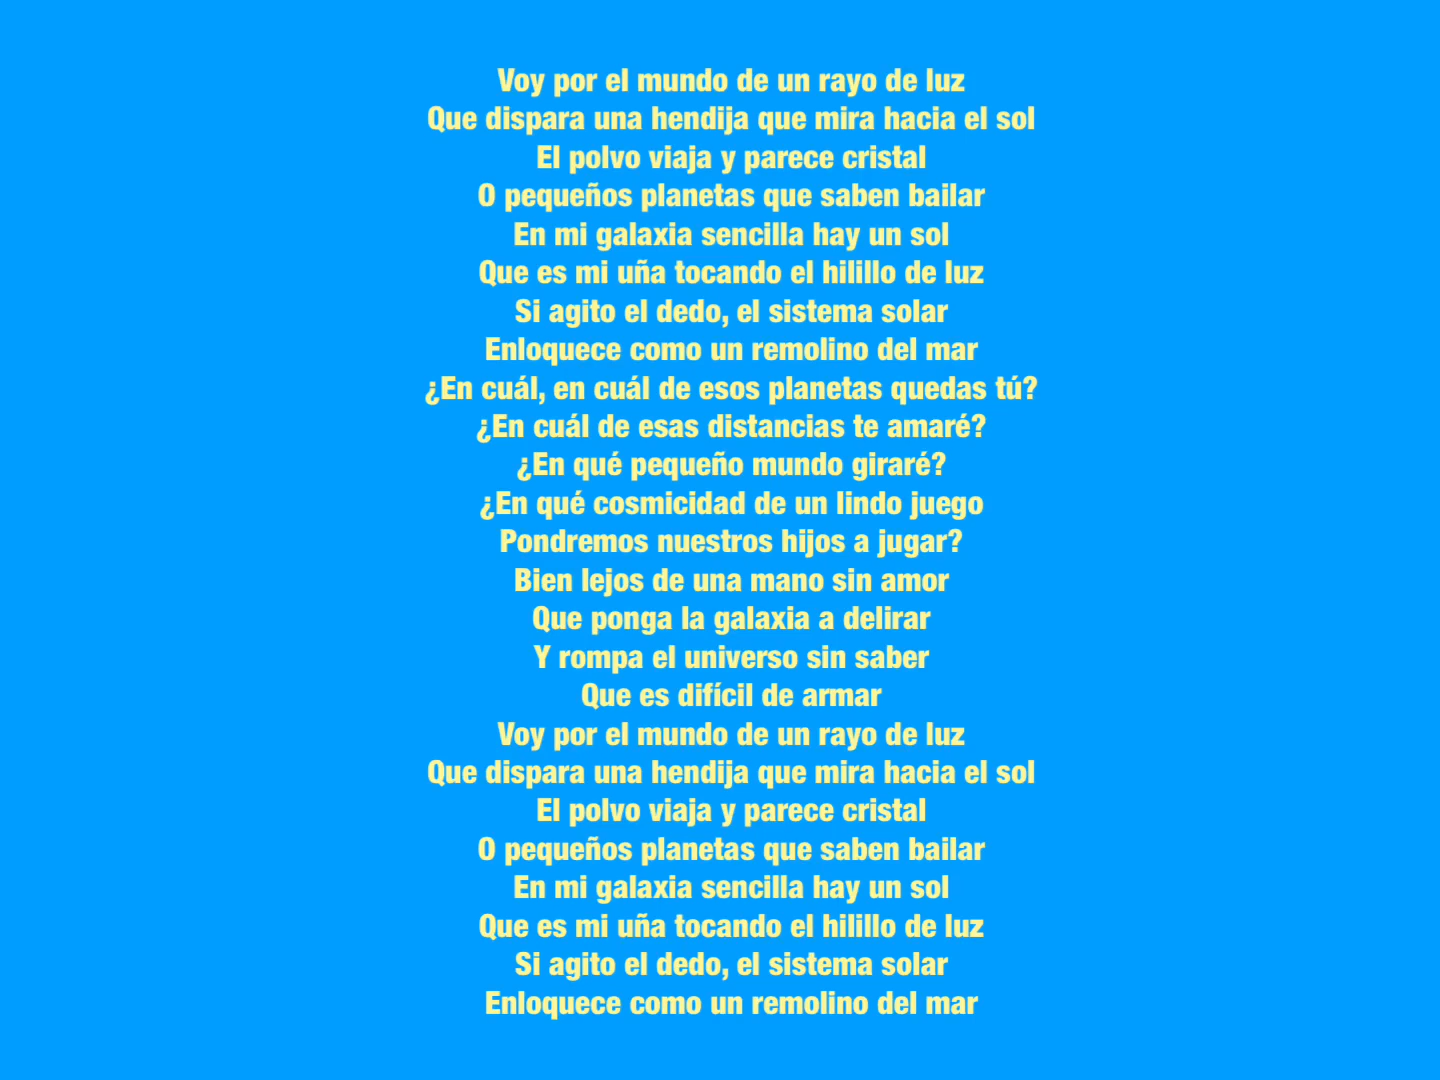 Voy por el mundo de un rayo de luz
Que dispara una hendija que mira hacia el sol
El polvo viaja y parece cristal
O pequeños planetas que saben bailar
En mi galaxia sencilla hay un sol
Que es mi uña tocando el hilillo de luz
Si agito el dedo, el sistema solar
Enloquece como un remolino del mar
¿En cuál, en cuál de esos planetas quedas tú?
¿En cuál de esas distancias te amaré?
¿En qué pequeño mundo giraré?
¿En qué cosmicidad de un lindo juego
Pondremos nuestros hijos a jugar?
Bien lejos de una mano sin amor
Que ponga la galaxia a delirar
Y rompa el universo sin saber
Que es difícil de armar
Voy por el mundo de un rayo de luz
Que dispara una hendija que mira hacia el sol
El polvo viaja y parece cristal
O pequeños planetas que saben bailar
En mi galaxia sencilla hay un sol
Que es mi uña tocando el hilillo de luz
Si agito el dedo, el sistema solar
Enloquece como un remolino del mar